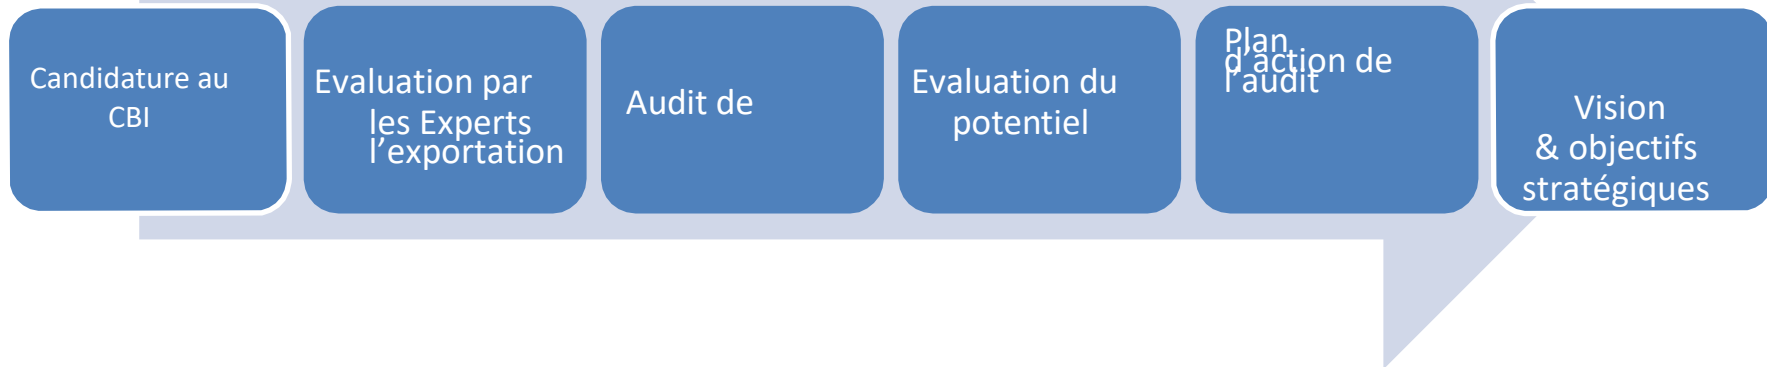 Candidature au
CBI
Evaluation par
les Experts
l’exportation
Audit de
Evaluation du
potentiel
Plan
d’action de
l’audit
Vision
& objectifs
stratégiques